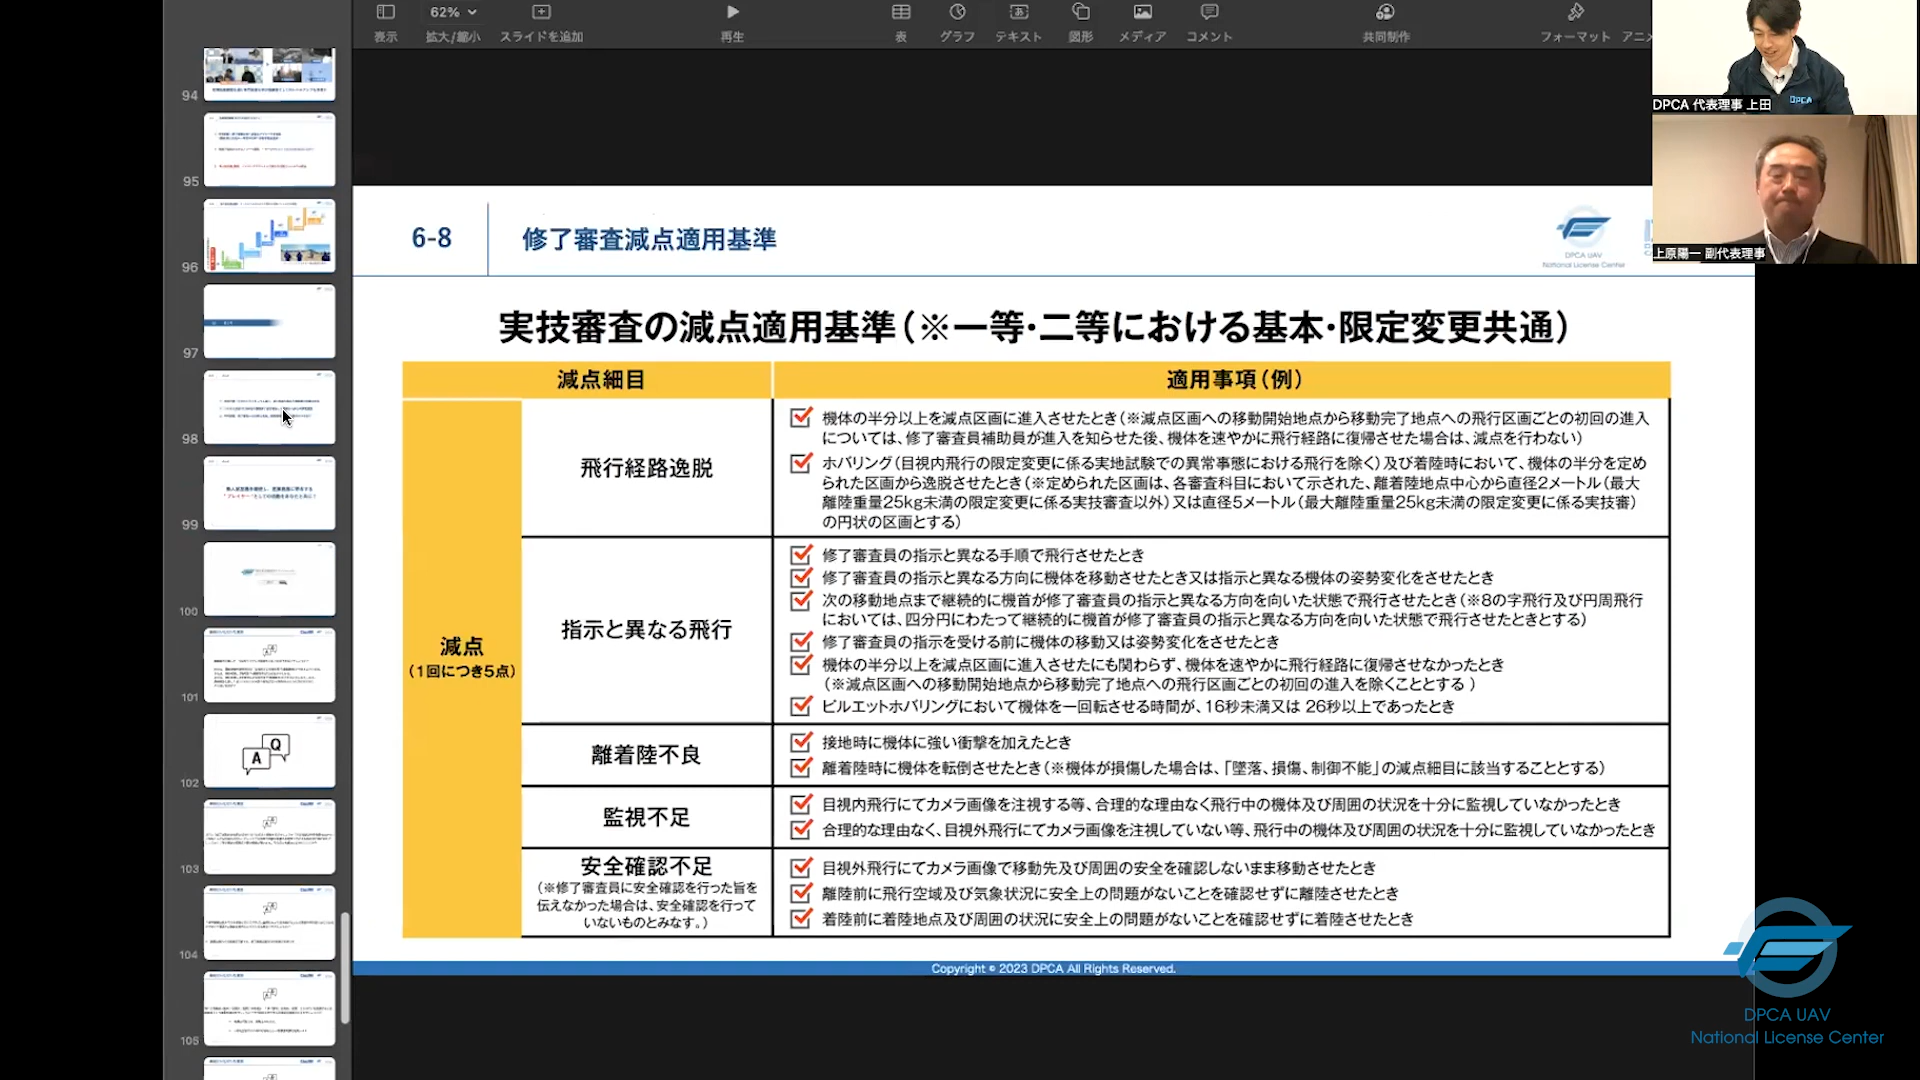 表示
62%
拡大/縮小
スライドを追加
再生
表
グラフ
テキスト
図形
メディア
コメント
共同制作
フォーマット
アニメ
DPCA
DPCA 代表理事 上田
上原陽一 副代表理事
94
95
96
97
98
99
100
101
102
103
104
105
A Q
6-8
修了審査減点適用基準
DPCA UAV
National License Center
実技審査の減点適用基準(※一等・二等における基本・限定変更共通)
減点細目
適用事項(例)
減点
(1回につき5点)
飛行経路逸脱
機体の半分以上を減点区画に進入させたとき(※減点区画への移動開始地点から移動完了地点への飛行区画ごとの初回の進入
については、修了審査員補助員が進入を知らせた後、機体を速やかに飛行経路に復帰させた場合は、減点を行わない)
ホバリング(目視内飛行の限定変更に係る実地試験での異常事態における飛行を除く)及び着陸時において、機体の半分を定め
られた区画から逸脱させたとき(※定められた区画は、各審査科目において示された、離着陸地点中心から直径2メートル(最大
離陸重量25kg未満の限定変更に係る実技審査以外)又は直径5メートル(最大離陸重量25kg未満の限定変更に係る実技審)
の円状の区画とする)
指示と異なる飛行
修了審査員の指示と異なる手順で飛行させたとき
修了審査員の指示と異なる方向に機体を移動させたとき又は指示と異なる機体の姿勢変化をさせたとき
次の移動地点まで継続的に機首が修了審査員の指示と異なる方向を向いた状態で飛行させたとき(※8の字飛行及び円周飛行
においては、四分円にわたって継続的に機首が修了審査員の指示と異なる方向を向いた状態で飛行させたときとする)
修了審査員の指示を受ける前に機体の移動又は姿勢変化をさせたとき
機体の半分以上を減点区画に進入させたにも関わらず、機体を速やかに飛行経路に復帰させなかったとき
(※減点区画への移動開始地点から移動完了地点への飛行区画ごとの初回の進入を除くこととする )
ピルエットホバリングにおいて機体を一回転させる時間が、16秒未満又は 26秒以上であったとき
離着陸不良
接地時に機体に強い衝撃を加えたとき
離着陸時に機体を転倒させたとき(※機体が損傷した場合は、「墜落、損傷、制御不能」の減点細目に該当することとする)
監視不足
目視内飛行にてカメラ画像を注視する等、合理的な理由なく飛行中の機体及び周囲の状況を十分に監視していなかったとき
合理的な理由なく、目視外飛行にてカメラ画像を注視していない等、飛行中の機体及び周囲の状況を十分に監視していなかったとき
安全確認不足
(※修了審査員に安全確認を行った旨を
伝えなかった場合は、安全確認を行って
いないものとみなす。)
目視外飛行にてカメラ画像で移動先及び周囲の安全を確認しないまま移動させたとき
離陸前に飛行空域及び気象状況に安全上の問題がないことを確認せずに離陸させたとき
着陸前に着陸地点及び周囲の状況に安全上の問題がないことを確認せずに着陸させたとき
Copyright © 2023 DPCA All Rights Reserved.
DPCA UAV
National License Center